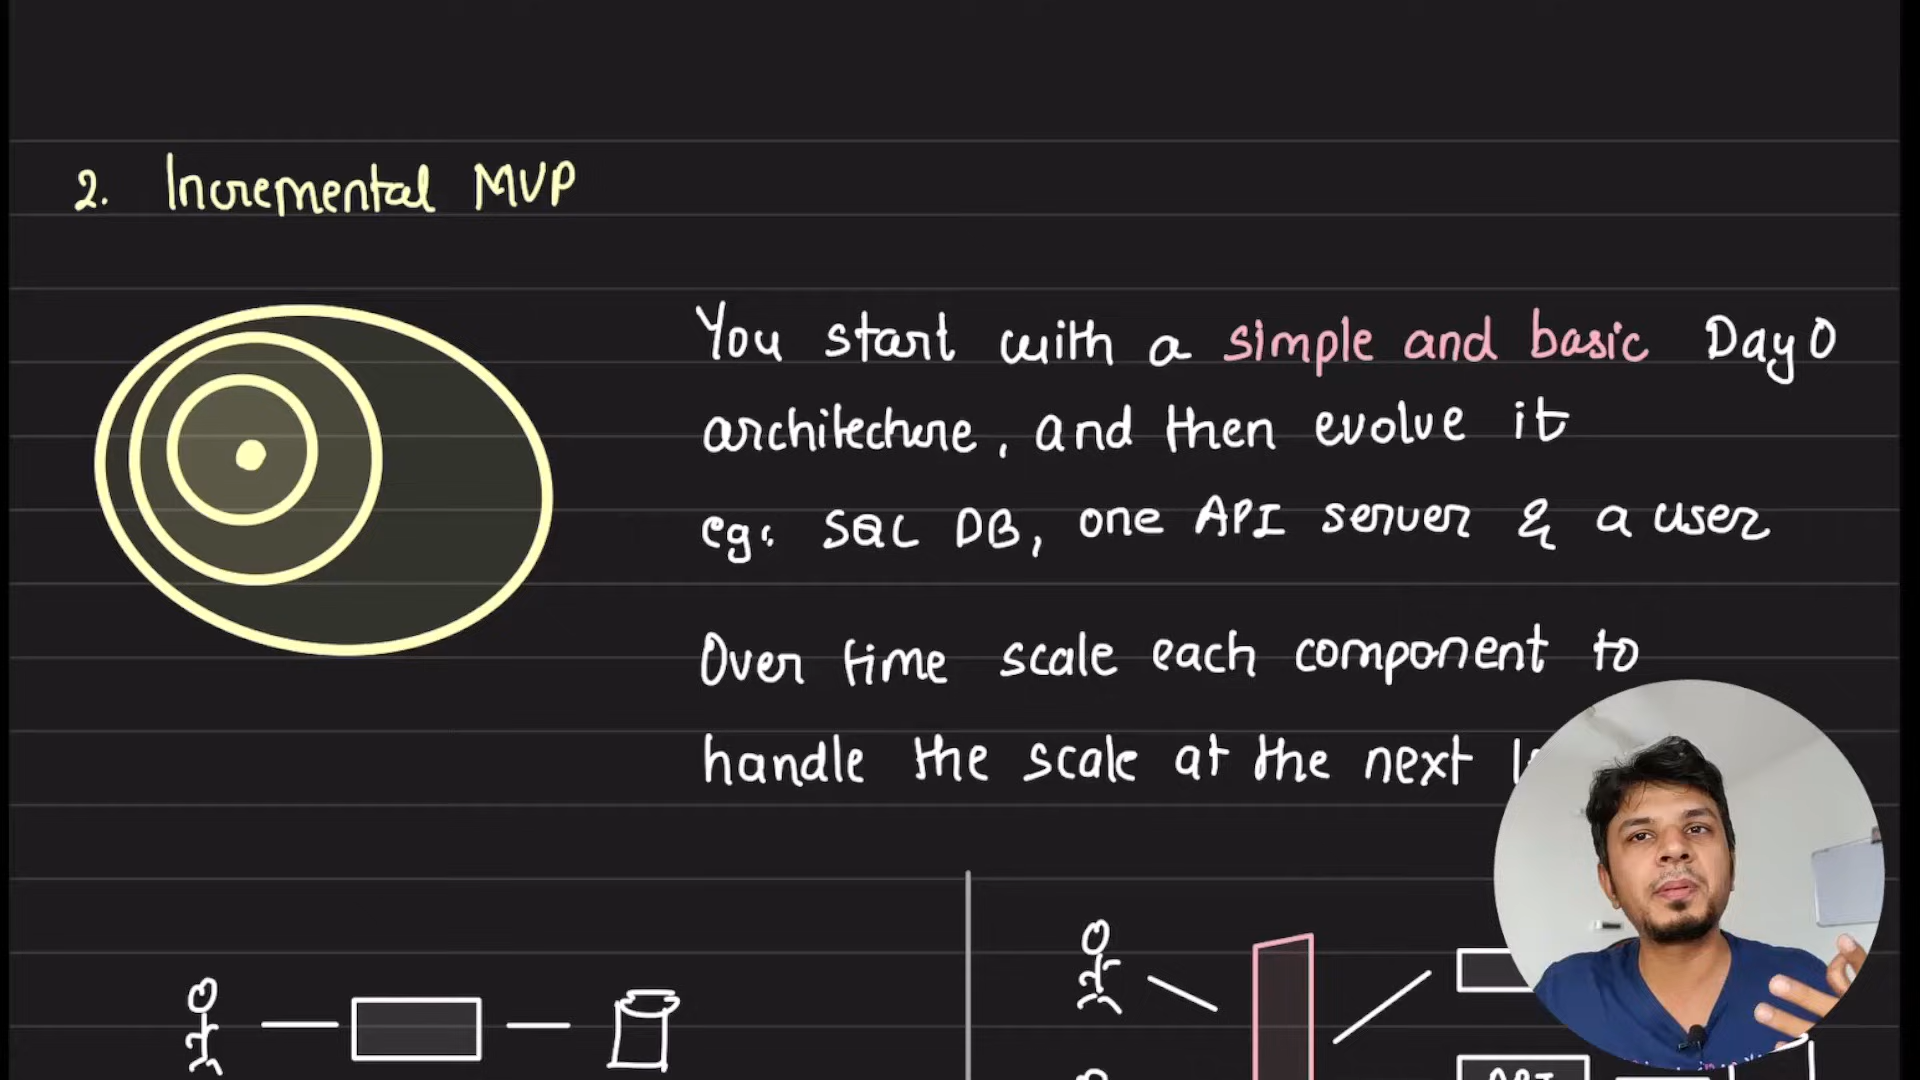 2. Incremental MVP
You start with a simple and basic Day 0
architecture, and then evolve it
eg: SQL DB, one API server & a user
Over time scale each component to
handle the scale at the next
API